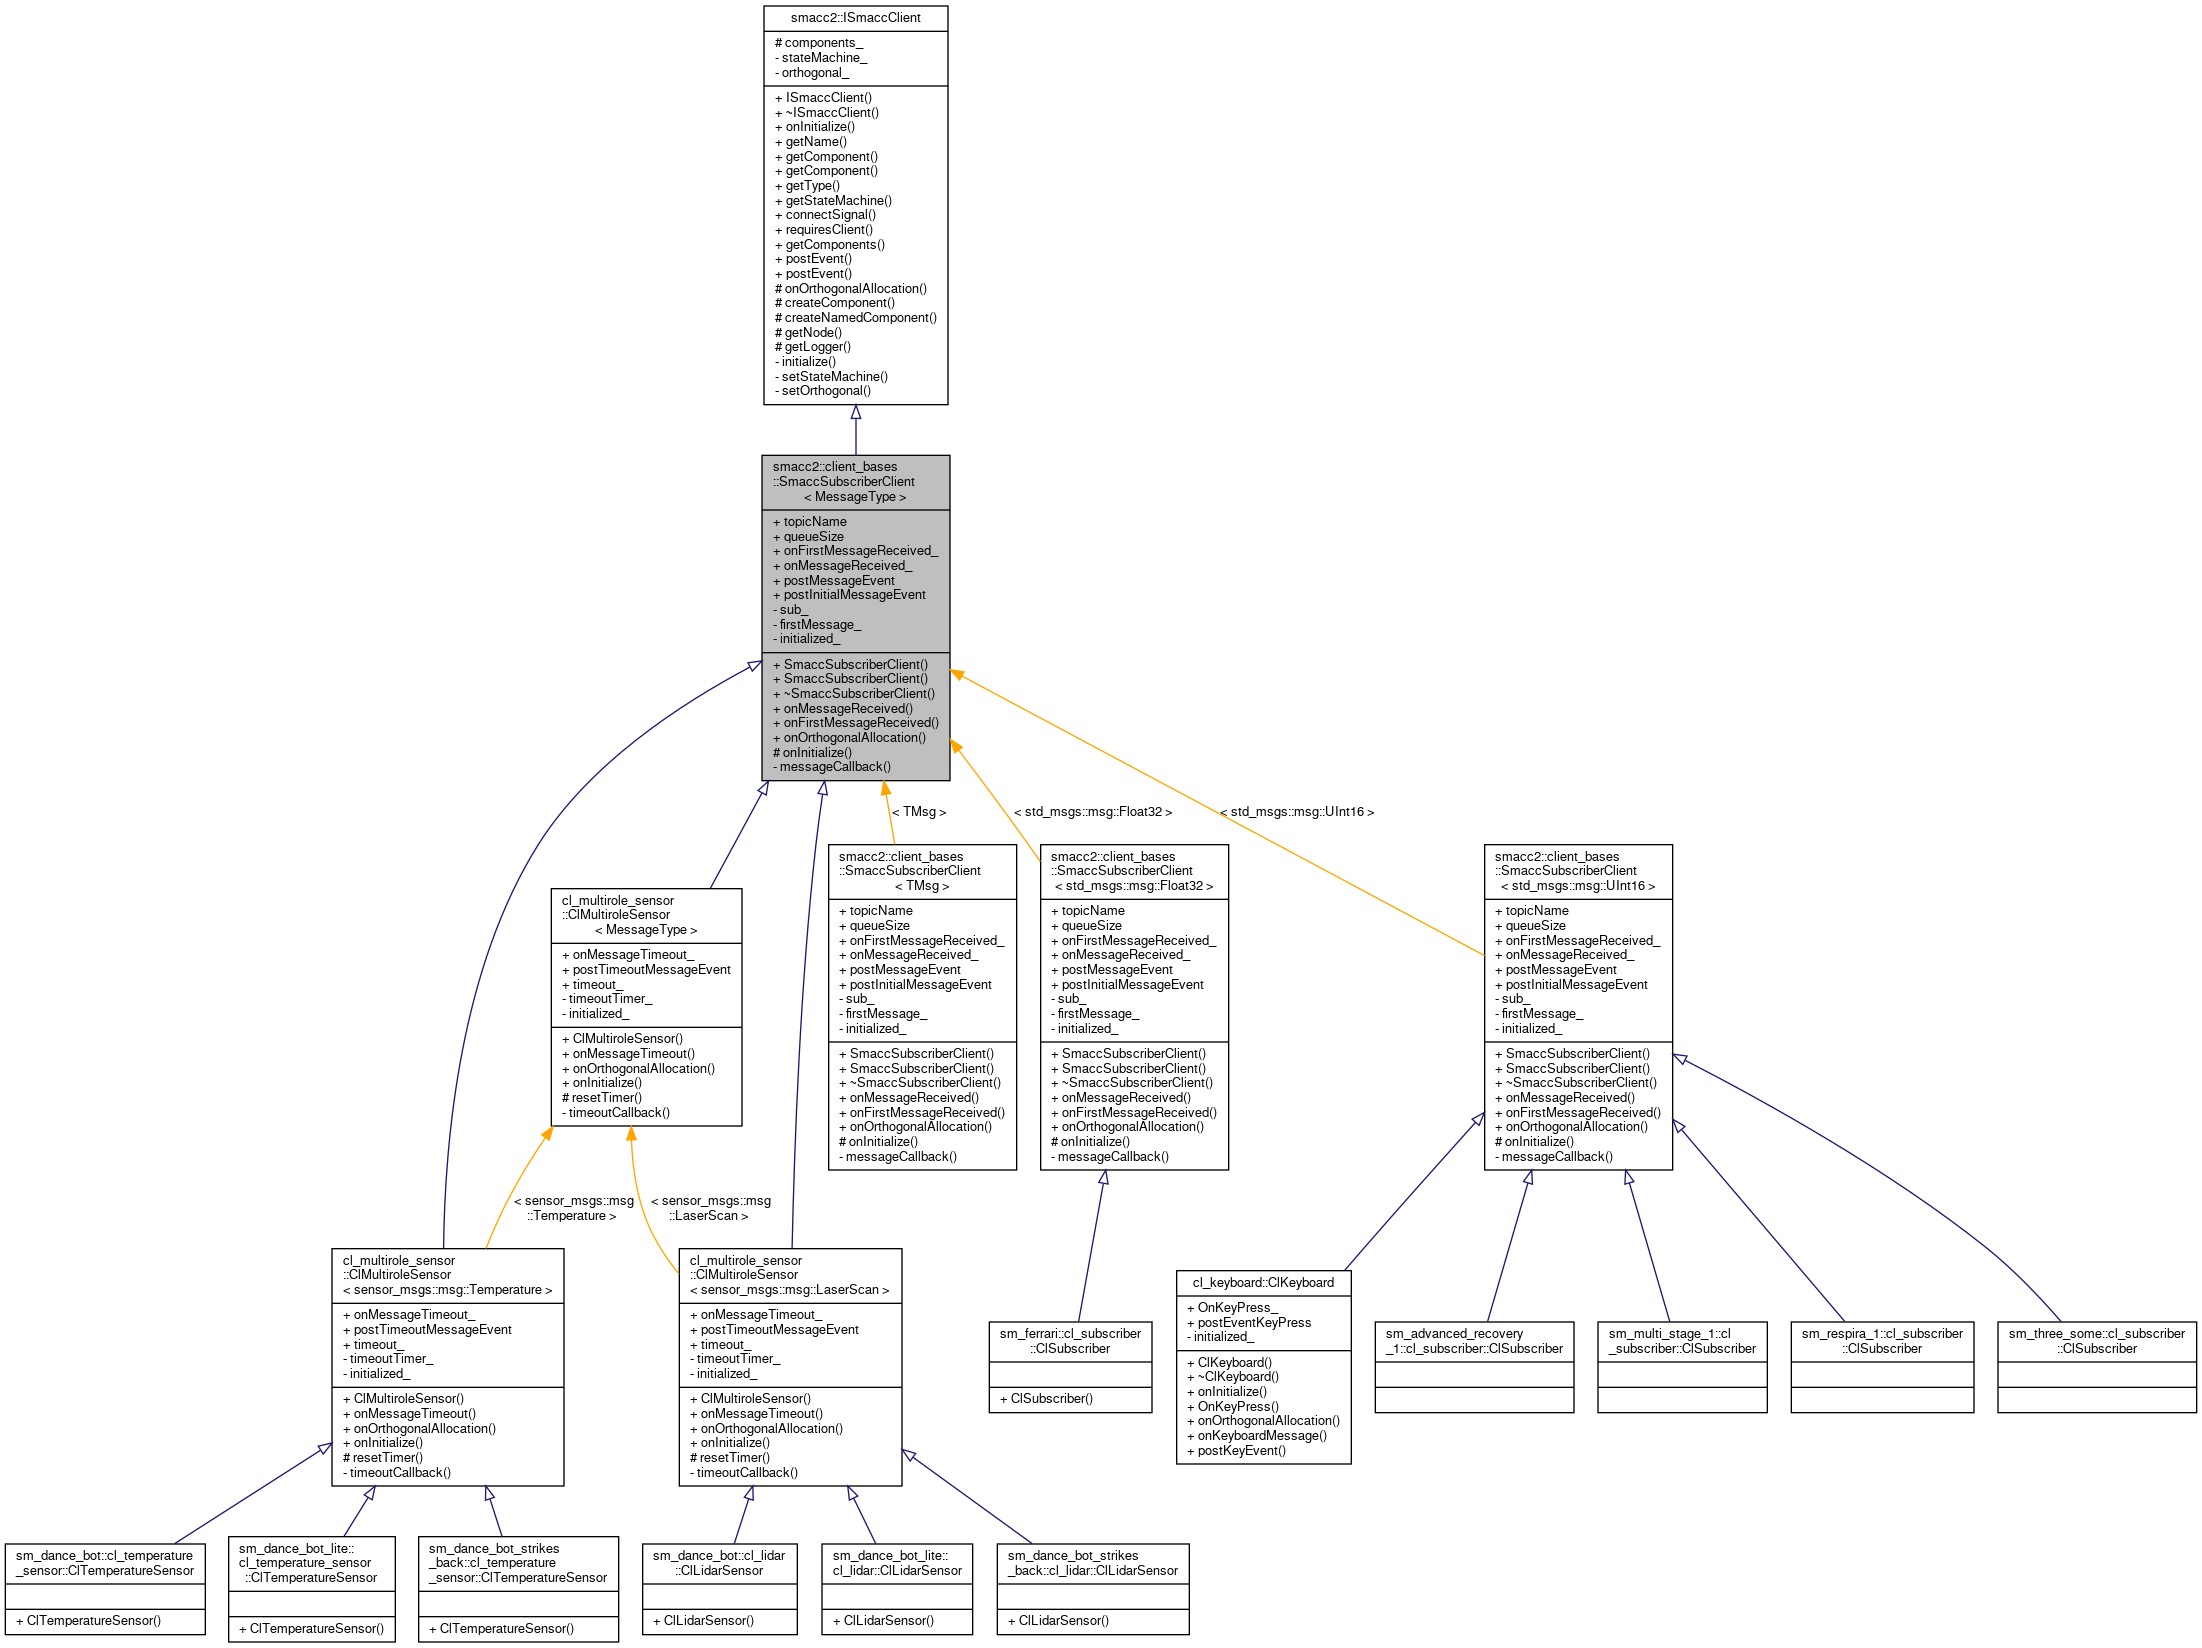 smacc2::ISmaccClient
# components_
- stateMachine_
- orthogonal_
+ ISmaccClient()
+ ~ISmaccClient()
+ onInitialize()
+ getName()
+ getComponent()
+ getComponent()
+ getType()
+ getStateMachine()
+ connectSignal()
+ requiresClient()
+ getComponents()
+ postEvent()
+ postEvent()
# onOrthogonalAllocation()
# createComponent()
# createNamedComponent()
# getNode()
# getLogger()
- initialize()
- setStateMachine()
- setOrthogonal()
smacc2::client_bases
::SmaccSubscriberClient
< MessageType >
+ topicName
+ queueSize
+ onFirstMessageReceived_
+ onMessageReceived_
+ postMessageEvent
+ postInitialMessageEvent
- sub_
- firstMessage_
- initialized_
+ SmaccSubscriberClient()
+ SmaccSubscriberClient()
+ ~SmaccSubscriberClient()
+ onMessageReceived()
+ onFirstMessageReceived()
+ onOrthogonalAllocation()
# onInitialize()
- messageCallback()
< TMsg >
< std_msgs::msg::Float32 >
< std_msgs::msg::UInt16 >
cl_multirole_sensor
::ClMultiroleSensor
< MessageType >
+ onMessageTimeout_
+ postTimeoutMessageEvent
+ timeout_
- timeoutTimer_
- initialized_
+ ClMultiroleSensor()
+ onMessageTimeout()
+ onOrthogonalAllocation()
+ onInitialize()
# resetTimer()
- timeoutCallback()
smacc2::client_bases
::SmaccSubscriberClient
< TMsg >
+ topicName
+ queueSize
+ onFirstMessageReceived_
+ onMessageReceived_
+ postMessageEvent
+ postInitialMessageEvent
- sub_
- firstMessage_
- initialized_
+ SmaccSubscriberClient()
+ SmaccSubscriberClient()
+ ~SmaccSubscriberClient()
+ onMessageReceived()
+ onFirstMessageReceived()
+ onOrthogonalAllocation()
# onInitialize()
- messageCallback()
smacc2::client_bases
::SmaccSubscriberClient
< std_msgs::msg::Float32 >
+ topicName
+ queueSize
+ onFirstMessageReceived_
+ onMessageReceived_
+ postMessageEvent
+ postInitialMessageEvent
- sub_
- firstMessage_
- initialized_
+ SmaccSubscriberClient()
+ SmaccSubscriberClient()
+ ~SmaccSubscriberClient()
+ onMessageReceived()
+ onFirstMessageReceived()
+ onOrthogonalAllocation()
# onInitialize()
- messageCallback()
smacc2::client_bases
::SmaccSubscriberClient
< std_msgs::msg::UInt16 >
+ topicName
+ queueSize
+ onFirstMessageReceived_
+ onMessageReceived_
+ postMessageEvent
+ postInitialMessageEvent
- sub_
- firstMessage_
- initialized_
+ SmaccSubscriberClient()
+ SmaccSubscriberClient()
+ ~SmaccSubscriberClient()
+ onMessageReceived()
+ onFirstMessageReceived()
+ onOrthogonalAllocation()
# onInitialize()
- messageCallback()
< sensor_msgs::msg
::Temperature >
< sensor_msgs::msg
::LaserScan >
cl_multirole_sensor
::ClMultiroleSensor
< sensor_msgs::msg::Temperature >
+ onMessageTimeout_
+ postTimeoutMessageEvent
+ timeout_
- timeoutTimer_
- initialized_
+ ClMultiroleSensor()
+ onMessageTimeout()
+ onOrthogonalAllocation()
+ onInitialize()
# resetTimer()
- timeoutCallback()
cl_multirole_sensor
::ClMultiroleSensor
< sensor_msgs::msg::LaserScan >
+ onMessageTimeout_
+ postTimeoutMessageEvent
+ timeout_
- timeoutTimer_
- initialized_
+ ClMultiroleSensor()
+ onMessageTimeout()
+ onOrthogonalAllocation()
+ onInitialize()
# resetTimer()
- timeoutCallback()
sm_ferrari::cl_subscriber
::ClSubscriber
+ ClSubscriber()
cl_keyboard::ClKeyboard
+ OnKeyPress_
+ postEventKeyPress
- initialized_
+ ClKeyboard()
+ ~ClKeyboard()
+ onInitialize()
+ OnKeyPress()
+ onOrthogonalAllocation()
+ onKeyboardMessage()
+ postKeyEvent()
sm_advanced_recovery
_1::cl_subscriber::ClSubscriber
sm_multi_stage_1::cl
_subscriber::ClSubscriber
sm_respira_1::cl_subscriber
::ClSubscriber
sm_three_some::cl_subscriber
::ClSubscriber
sm_dance_bot::cl_temperature
_sensor::ClTemperatureSensor
+ ClTemperatureSensor()
sm_dance_bot_lite::
cl_temperature_sensor
::ClTemperatureSensor
+ ClTemperatureSensor()
sm_dance_bot_strikes
_back::cl_temperature
_sensor::ClTemperatureSensor
+ ClTemperatureSensor()
sm_dance_bot::cl_lidar
::ClLidarSensor
+ ClLidarSensor()
sm_dance_bot_lite::
cl_lidar::ClLidarSensor
+ ClLidarSensor()
sm_dance_bot_strikes
_back::cl_lidar::ClLidarSensor
+ ClLidarSensor()